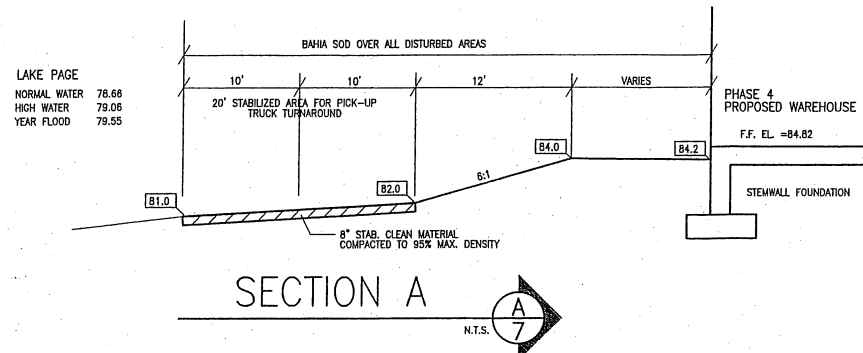 BAHIA SOD OVER ALL DISTURBED AREAS
LAKE PAGE
NORMAL WATER 78.66
HIGH WATER 79.06
YEAR FLOOD 79.55
10' 10' 12' VARIES
20' STABILIZED AREA FOR PICK-UP
TRUCK TURNAROUND
PHASE 4
PROPOSED WAREHOUSE
F.F. EL. =84.82
84.0
84.2
6:1
82.0
81.0
STEMWALL FOUNDATION
8" STAB. CLEAN MATERIAL
COMPACTED TO 95% MAX. DENSITY
SECTION A
A
7
N.T.S.